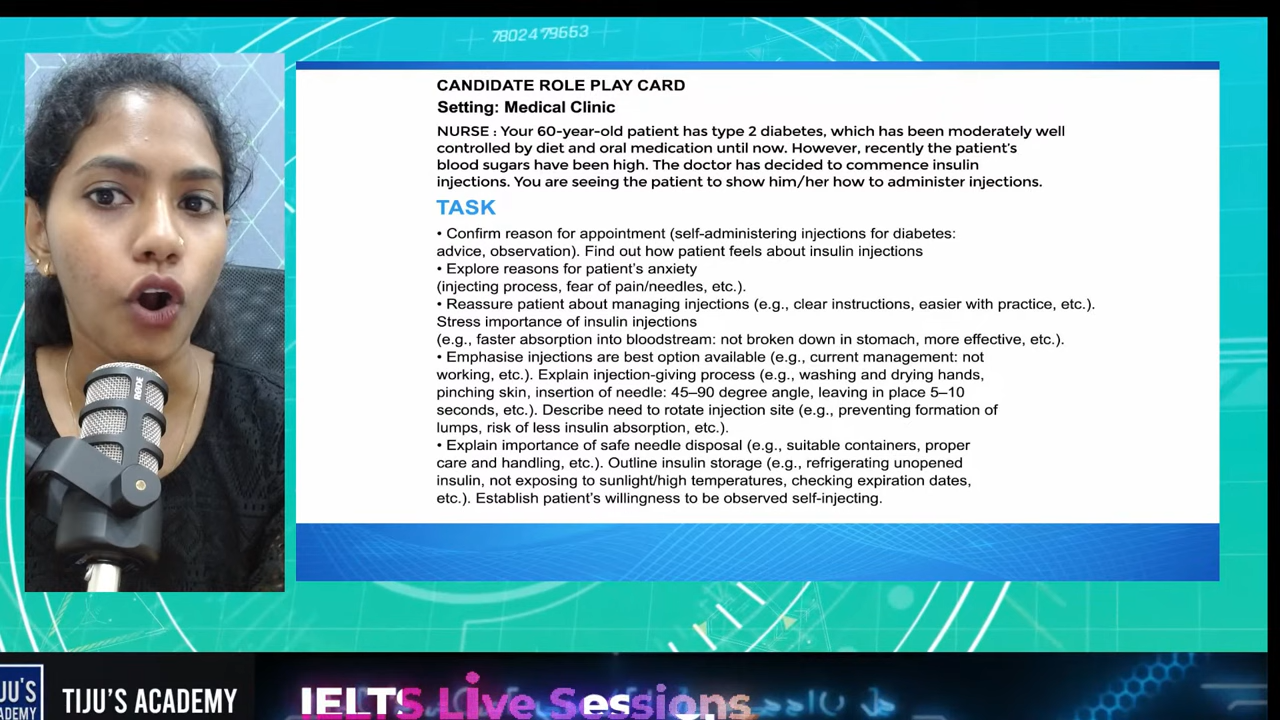 7802479663
CANDIDATE ROLE PLAY CARD
Setting: Medical Clinic
NURSE : Your 60-year-old patient has type 2 diabetes, which has been moderately well
controlled by diet and oral medication until now. However, recently the patient's
blood sugars have been high. The doctor has decided to commence insulin
injections. You are seeing the patient to show him/her how to administer injections.
TASK
• Confirm reason for appointment (self-administering injections for diabetes:
advice, observation). Find out how patient feels about insulin injections
• Explore reasons for patient's anxiety
(injecting process, fear of pain/needles, etc.).
• Reassure patient about managing injections (e.g., clear instructions, easier with practice, etc.).
Stress importance of insulin injections
(e.g., faster absorption into bloodstream: not broken down in stomach, more effective, etc.).
• Emphasise injections are best option available (e.g., current management: not
working, etc.). Explain injection-giving process (e.g., washing and drying hands,
pinching skin, insertion of needle: 45–90 degree angle, leaving in place 5–10
seconds, etc.). Describe need to rotate injection site (e.g., preventing formation of
lumps, risk of less insulin absorption, etc.).
• Explain importance of safe needle disposal (e.g., suitable containers, proper
care and handling, etc.). Outline insulin storage (e.g., refrigerating unopened
insulin, not exposing to sunlight/high temperatures, checking expiration dates,
etc.). Establish patient's willingness to be observed self-injecting.
RODE
JU'S
DEMY
TIJU'S ACADEMY
IELTS Live Sessions